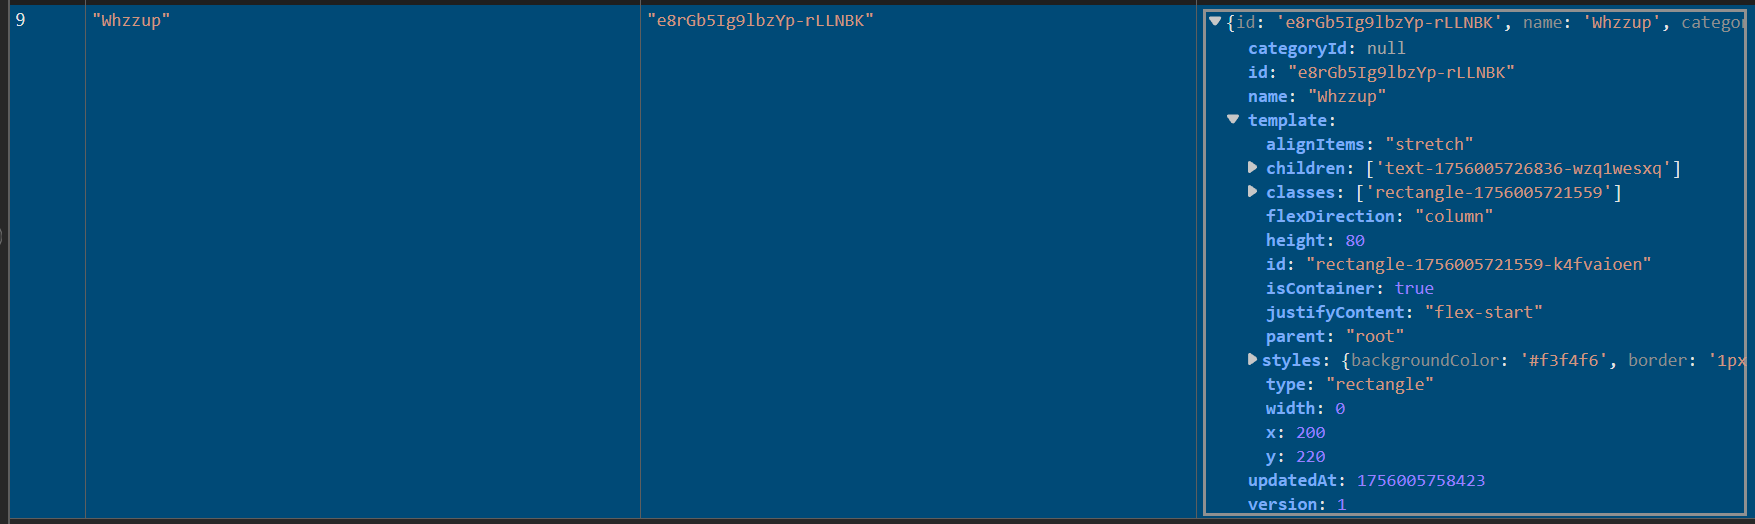 9 "Whzzup" "e8rGb5Ig9lbzYp-rLLNBK" {id: 'e8rGb5Ig9lbzYp-rLLNBK', name: 'Whzzup', categor
categoryId: null
id: "e8rGb5Ig9lbzYp-rLLNBK"
name: "Whzzup"
template:
alignItems: "stretch"
children: ['text-1756005726836-wzq1wesxq']
classes: ['rectangle-1756005721559']
flexDirection: "column"
height: 80
id: "rectangle-1756005721559-k4fvaioen"
isContainer: true
justifyContent: "flex-start"
parent: "root"
styles: {backgroundColor: '#f3f4f6', border: '1px
type: "rectangle"
width: 0
x: 200
y: 220
updatedAt: 1756005758423
version: 1